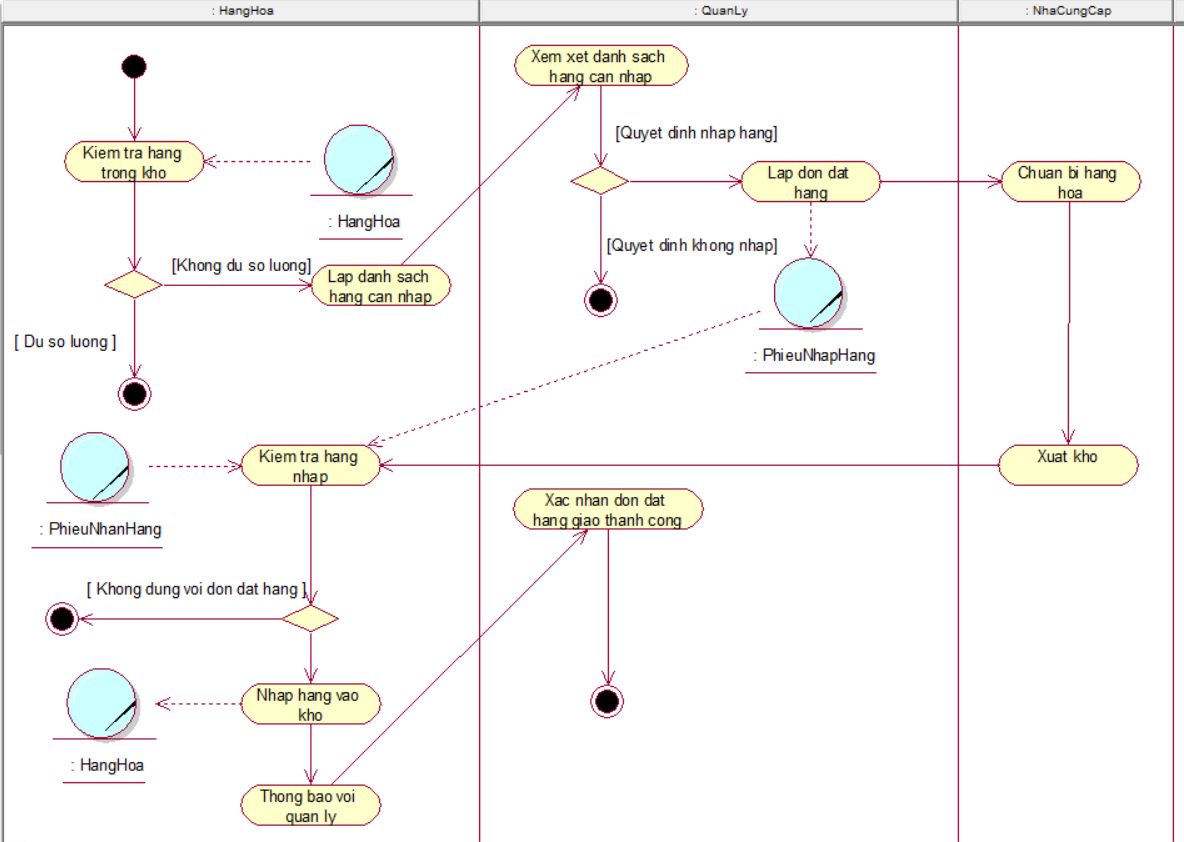 : HangHoa
: QuanLy
: NhaCungCap
Xem xet danh sach
hang can nhap
[Quyet dinh nhap hang]
Kiem tra hang
trong kho
Lap don dat
hang
Chuan bi hang
hoa
: HangHoa
[Khong du so luong]
[Quyet dinh khong nhap]
Lap danh sach
hang can nhap
[ Du so luong ]
: PhieuNhapHang
Kiem tra hang
nhap
Xuat kho
: PhieuNhanHang
Xac nhan don dat
hang giao thanh cong
[ Khong dung voi don dat hang ]
Nhap hang vao
kho
: HangHoa
Thong bao voi
quan ly